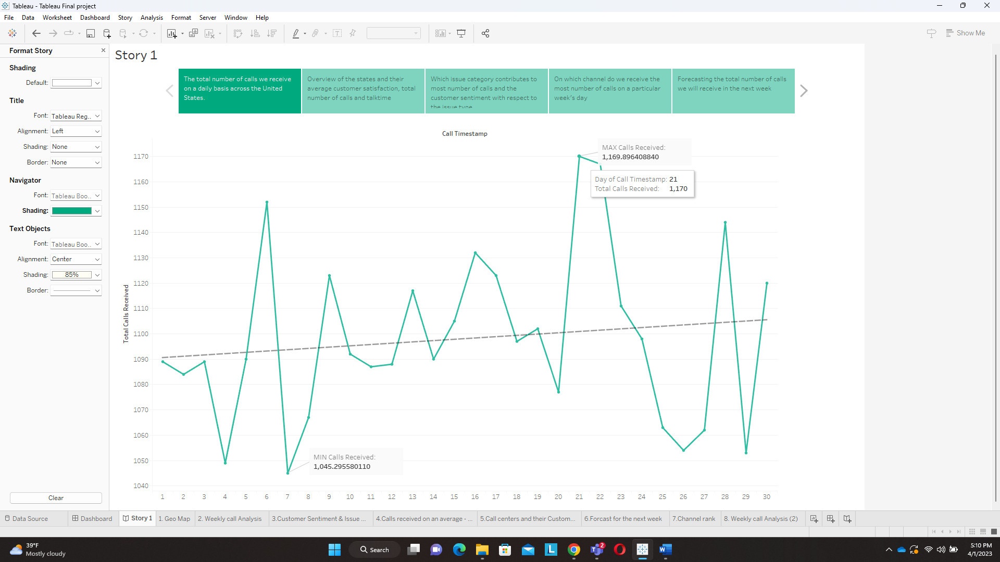 Tableau - Tableau Final project
File Data Worksheet Dashboard Story Analysis Format Server Window Help
Show Me
Format Story
Shading
Default:
Title
Font: Tableau Reg..
Alignment: Left
Shading: None
Border: None
Navigator
Font: Tableau Boo..
Shading:
Text Objects
Font: Tableau Boo..
Alignment: Center
Shading: 85%
Border:
Clear
Story 1
The total number of calls we receive
on a daily basis across the United
States.
Overview of the states and their
average customer satisfaction, total
number of calls and talktime
Which issue category contributes to
most number of calls and the
customer sentiment with respect to
the issue type
On which channel do we receive the
most number of calls on a particular
week's day
Forecasting the total number of calls
we will receive in the next week
Call Timestamp
Total Calls Received
1170
1160
1150
1140
1130
1120
1110
1100
1090
1080
1070
1060
1050
1040
MAX Calls Received:
1,169.896408840
Day of Call Timestamp: 21
Total Calls Received: 1,170
MIN Calls Received:
1,045.295580110
1 2 3 4 5 6 7 8 9 10 11 12 13 14 15 16 17 18 19 20 21 22 23 24 25 26 27 28 29 30
Data Source Dashboard Story 1 1. Geo Map 2. Weekly call Analysis 3.Customer Sentiment & Issue ... 4.Calls received on an average - ... 5.Call centers and their Custom... 6.Forcast for the next week 7.Channel rank 8. Weekly call Analysis (2)
39°F
Mostly cloudy
Search
L
2
T
W
5:10 PM
4/1/2023